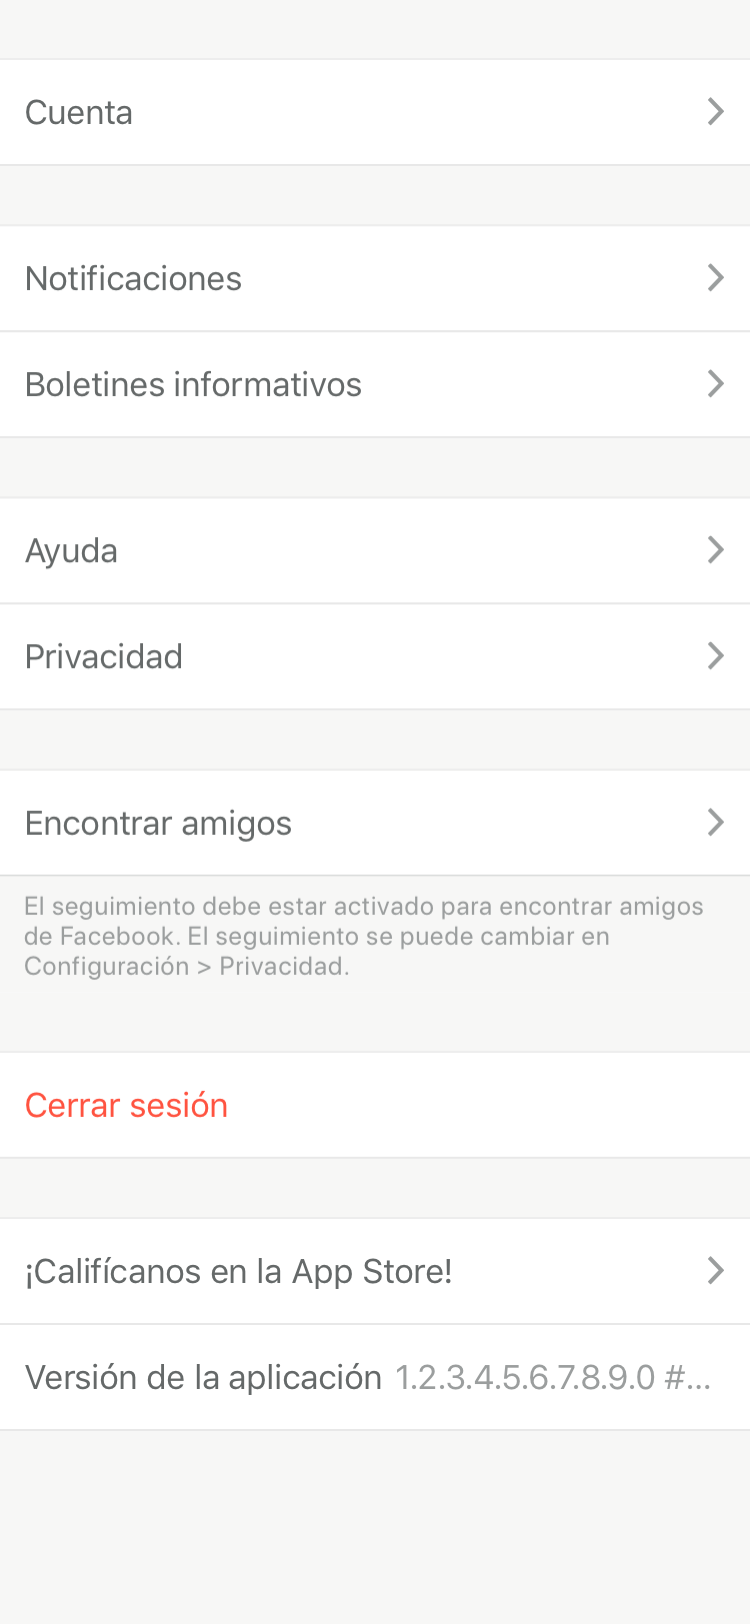 Cuenta
Notificaciones
Boletines informativos
Ayuda
Privacidad
Encontrar amigos
El seguimiento debe estar activado para encontrar amigos
de Facebook. El seguimiento se puede cambiar en
Configuración > Privacidad.
Cerrar sesión
¡Califícanos en la App Store!
Versión de la aplicación 1.2.3.4.5.6.7.8.9.0 #...